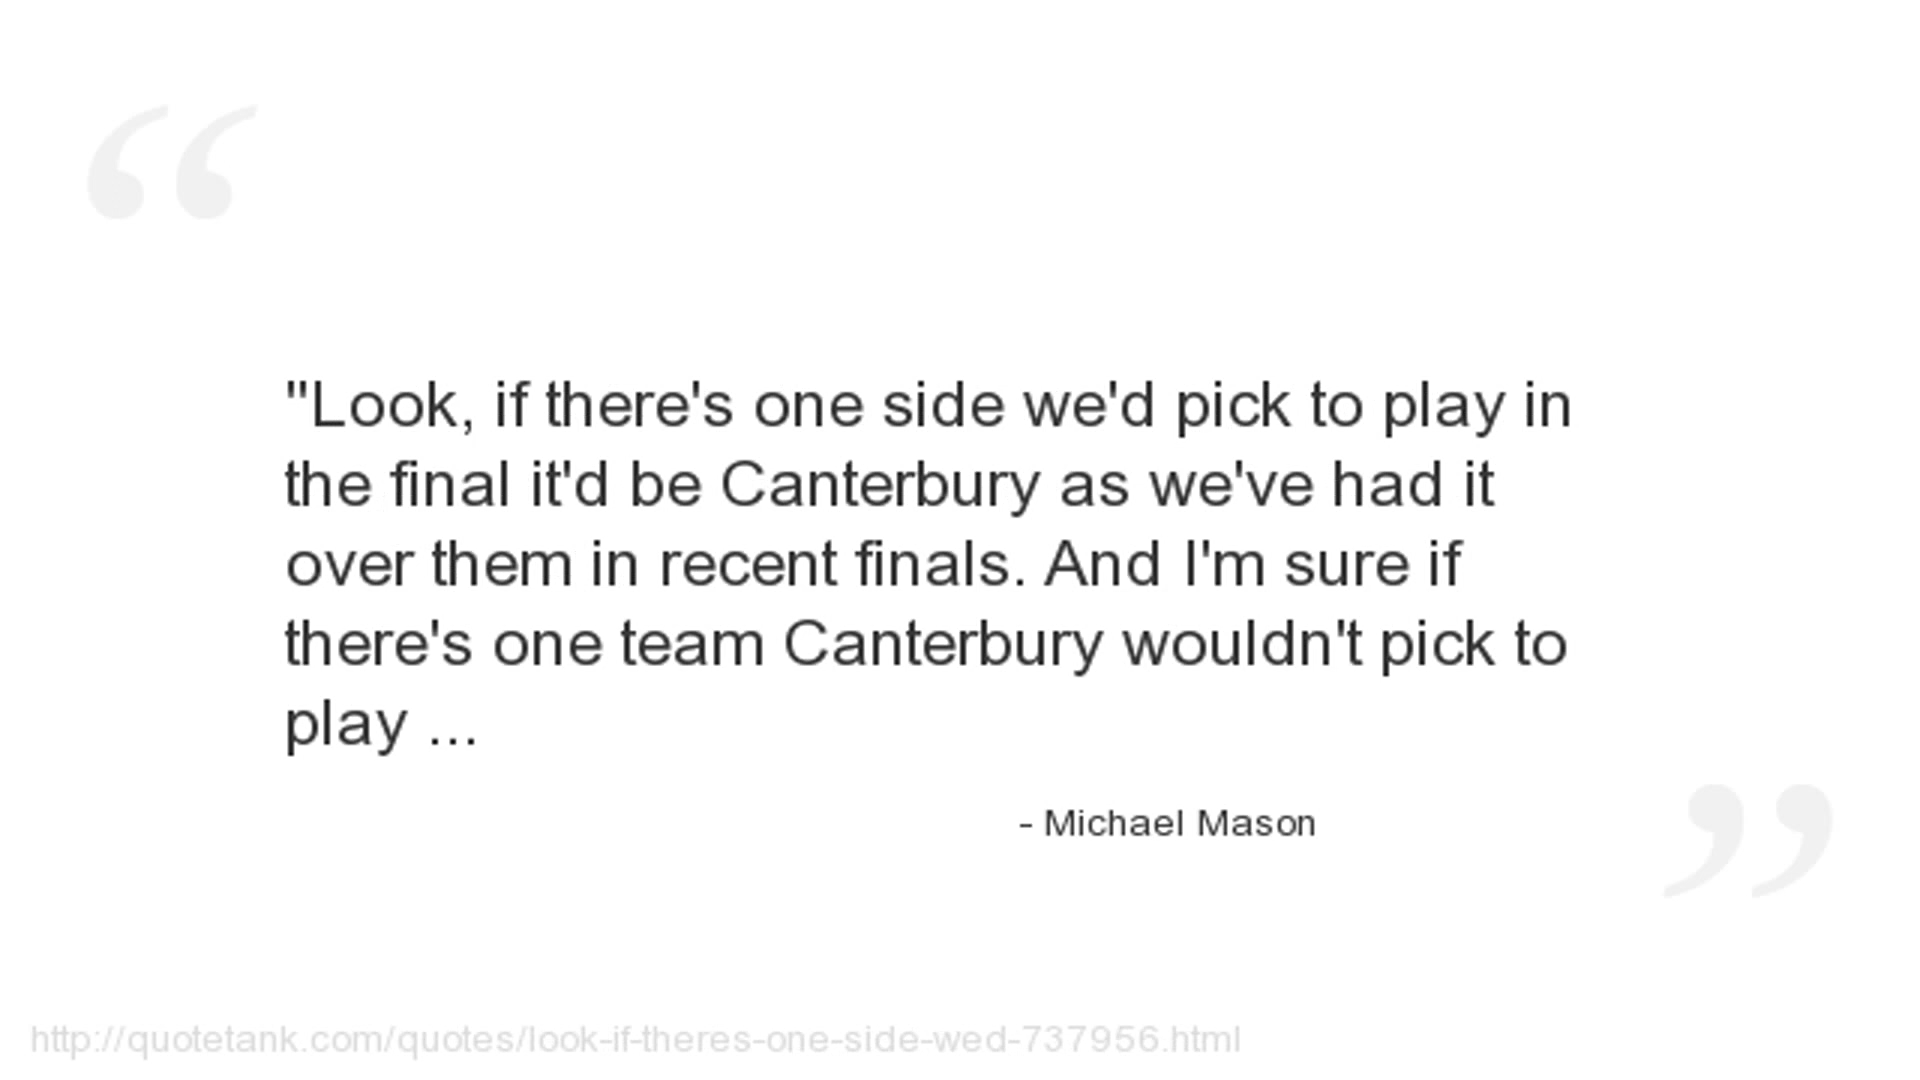 "Look, if there's one side we'd pick to play in
the final it'd be Canterbury as we've had it
over them in recent finals. And I'm sure if
there's one team Canterbury wouldn't pick to
play ...
- Michael Mason
http://quotetank.com/quotes/look-if-theres-one-side-wed-737956.html